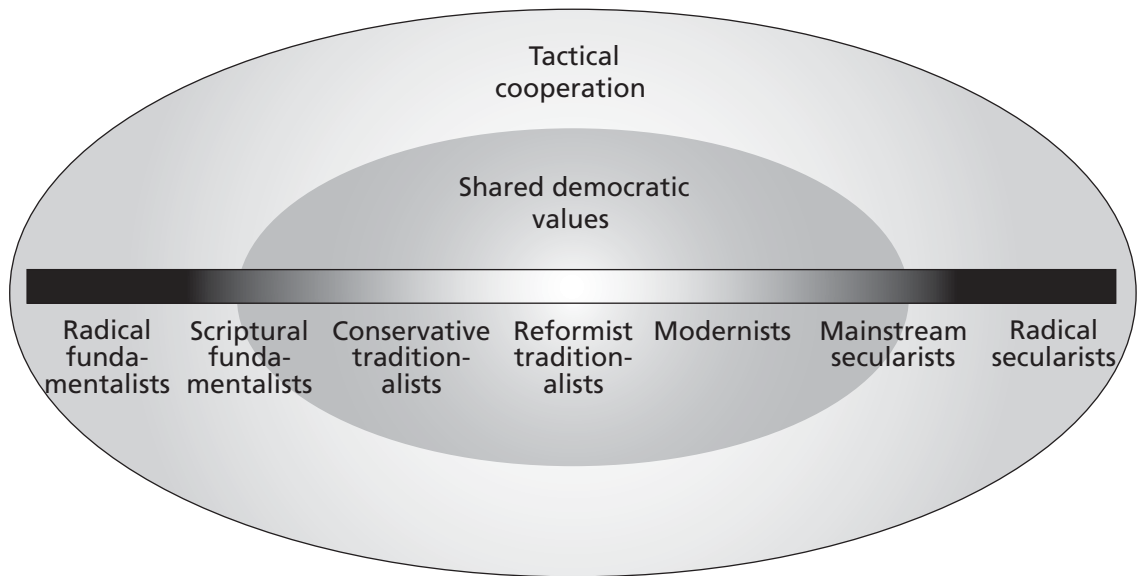 Tactical
cooperation
Shared democratic
values
Radical
funda-
mentalists
Scriptural
funda-
mentalists
Conservative
tradition-
alists
Reformist
tradition-
alists
Modernists
Mainstream
secularists
Radical
secularists